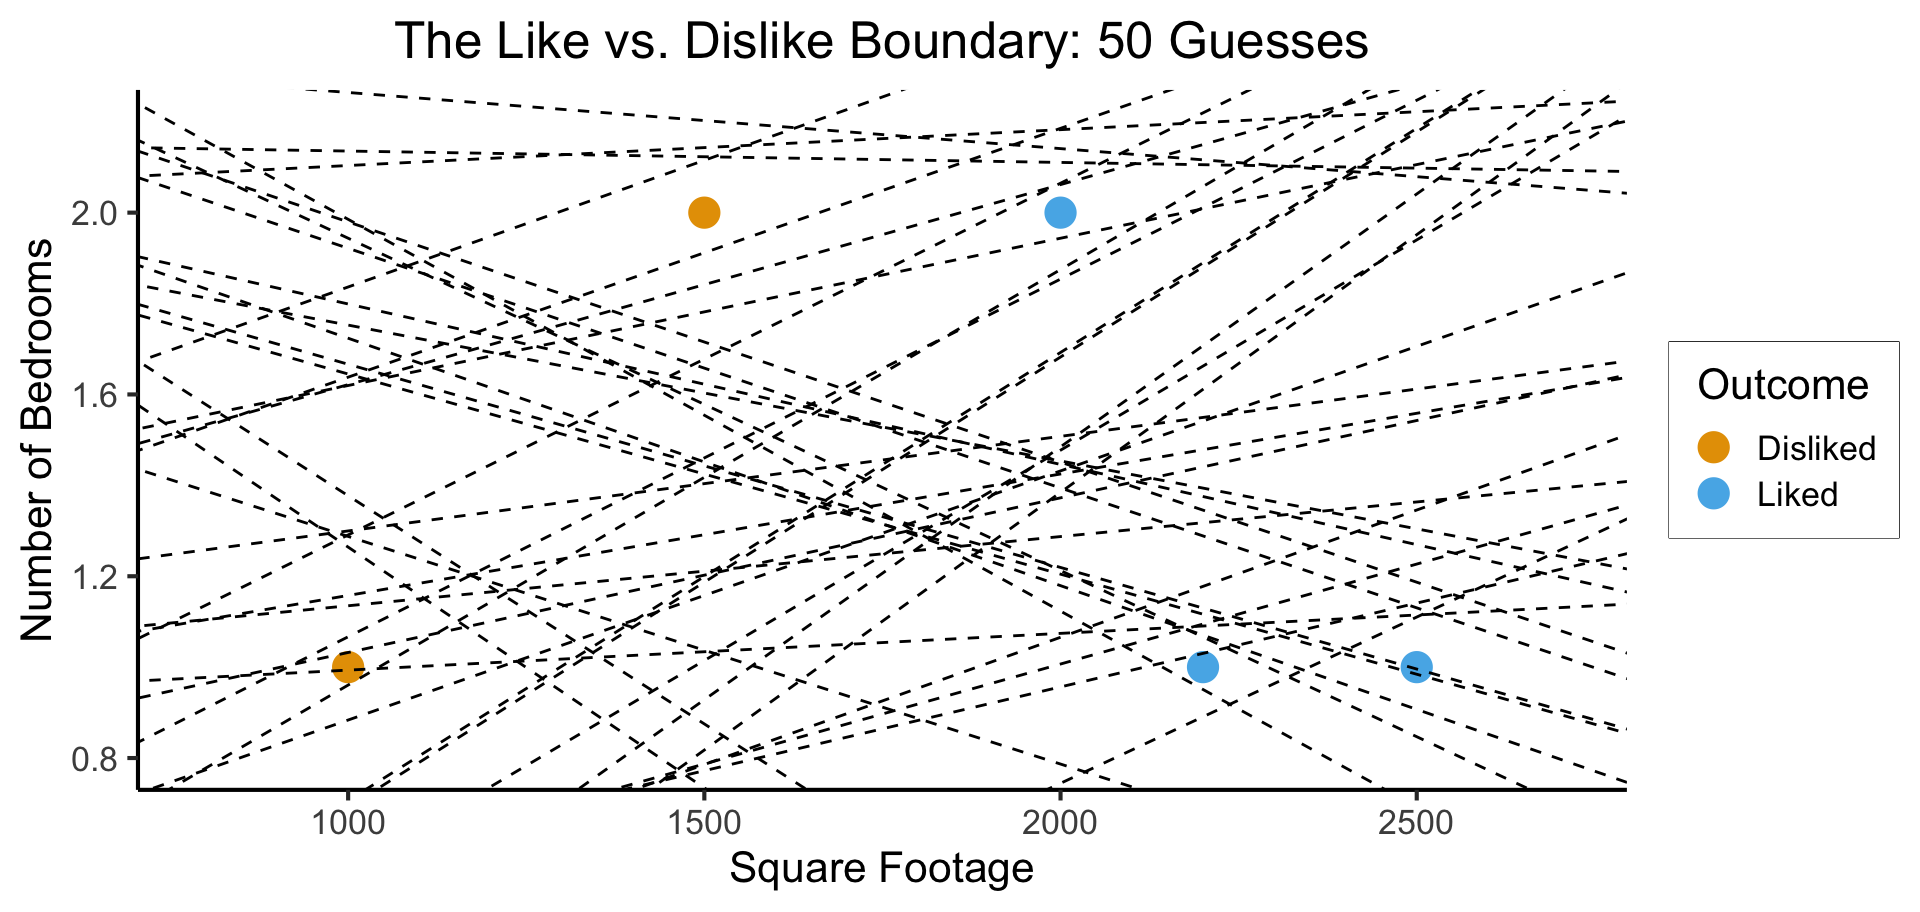 The Like vs. Dislike Boundary: 50 Guesses
Number of Bedrooms
2.0
1.6
1.2
0.8
1000 1500 2000 2500
Square Footage
Outcome
Disliked
Liked